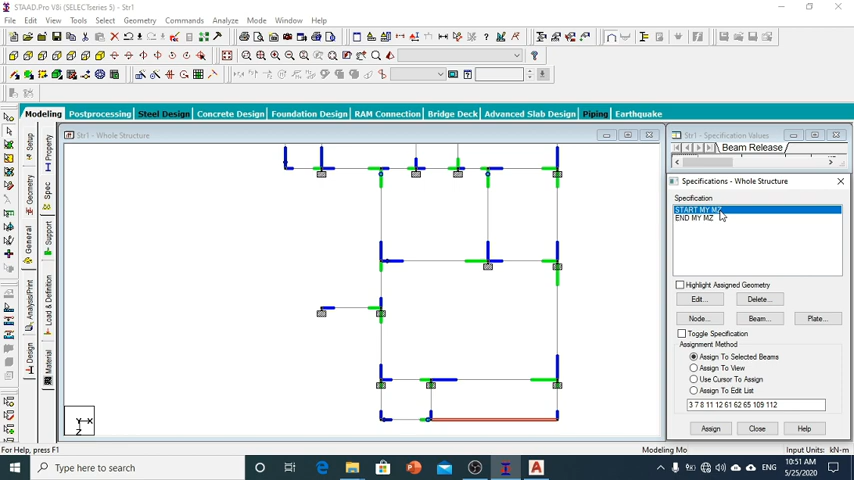 STAAD.Pro V8i (SELECTseries 5) - Str1
File Edit View Tools Select Geometry Commands Analyze Mode Window Help
Modeling Postprocessing Steel Design Concrete Design Foundation Design RAM Connection Bridge Deck Advanced Slab Design Piping Earthquake
Setup
Geometry
General
Analysis/Print
Design
Property
Spec
Support
Load & Definition
Material
Str1 - Whole Structure
Y X
Z
Str1 - Specification Values
Beam Release
Specifications - Whole Structure
Specification
START MY MZ
END MY MZ
Highlight Assigned Geometry
Edit... Delete...
Node... Beam... Plate...
Toggle Specification
Assignment Method
Assign To Selected Beams
Assign To View
Use Cursor To Assign
Assign To Edit List
3 7 8 11 12 61 62 65 109 112
Assign Close Help
For Help, press F1
Modeling Mo
Input Units: kN-m
Type here to search
ENG
10:51 AM
5/25/2020